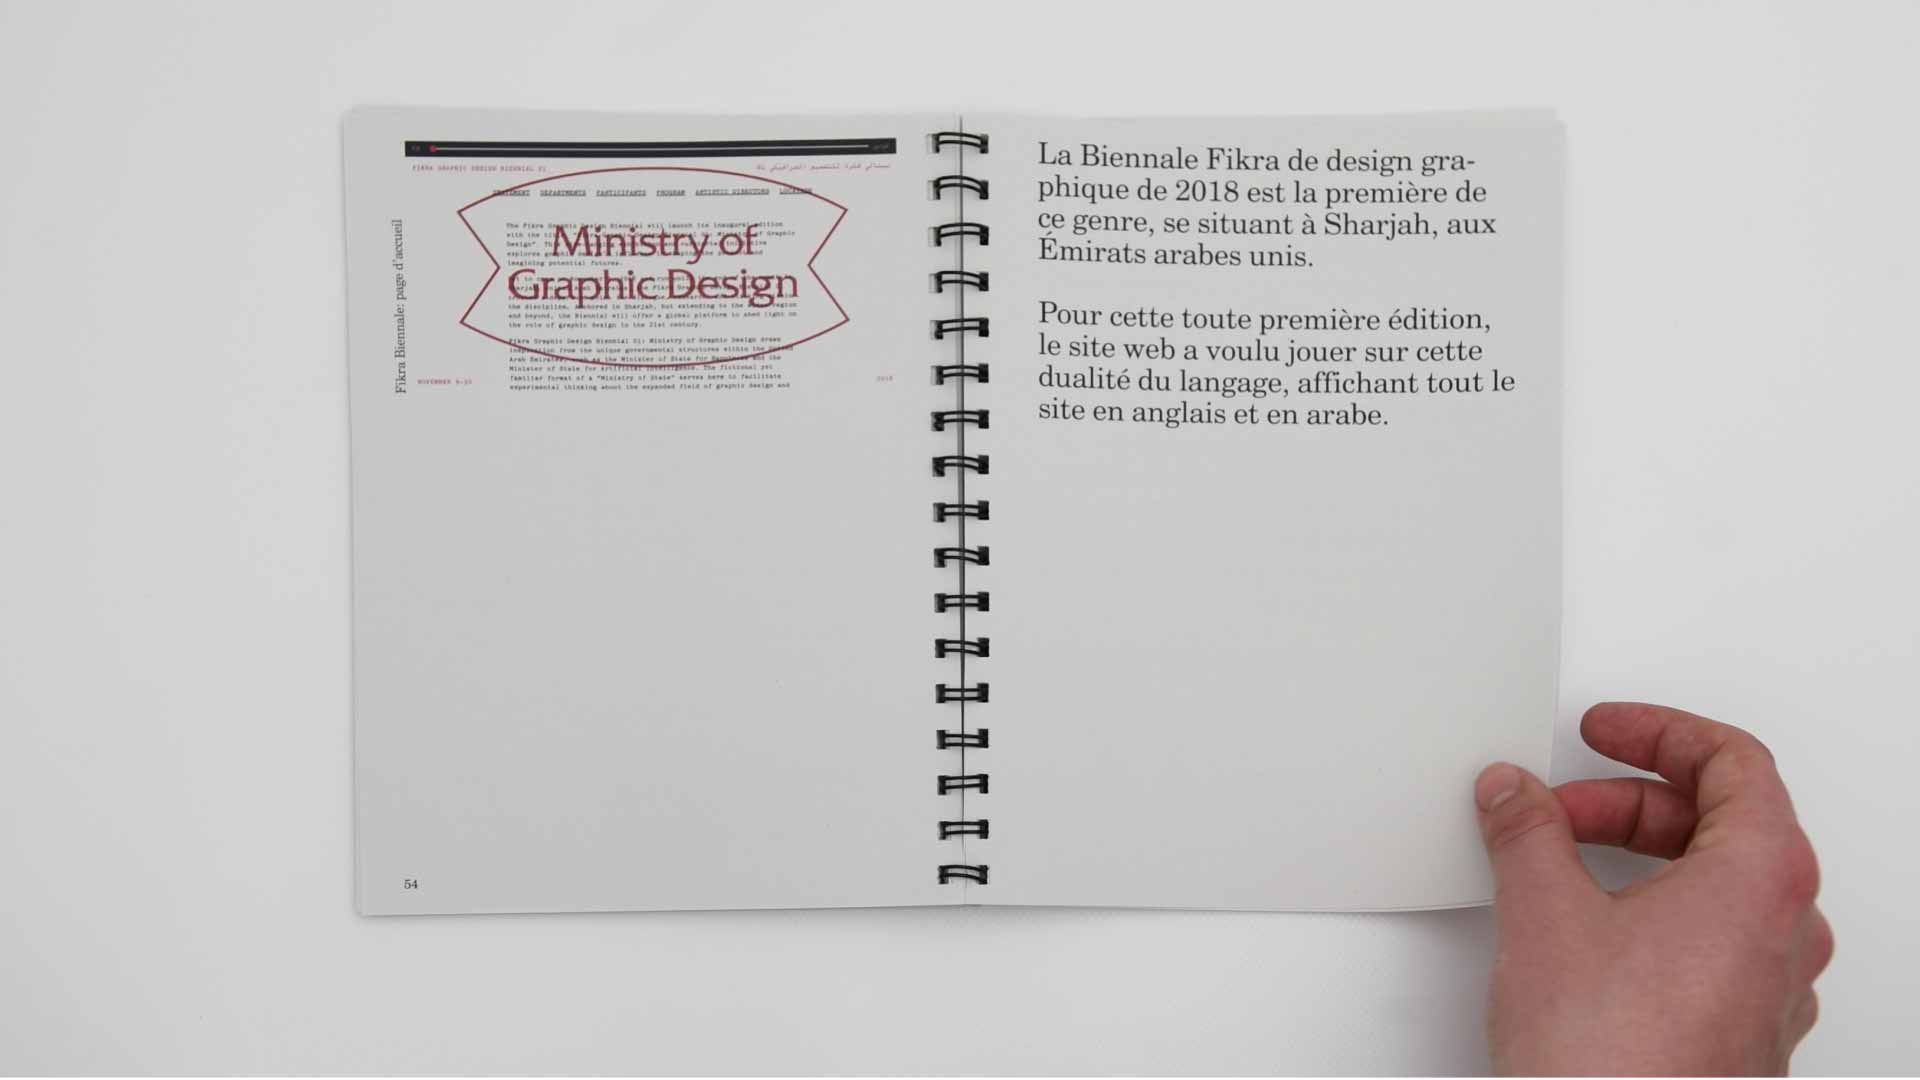 FIKRA GRAPHIC DESIGN BIENNIAL 01
DEPARTMENTS PARTICIPANTS PROGRAM ARTISTIC DIRECTORS
The Fikra Graphic Design Biennial will launch its inaugural edition
with the of Graphic
Design".
explores and
imagining potential futures.
Ministry of
Graphic Design
the discipline. Anchored in Sharjah, but extending to the region
and beyond, the Biennial will offer a global platform to shed light on
the role of graphic design in the 21st century.
Fikra Graphic Design Biennial 01: Ministry of Graphic Design draws
inspiration from the unique governmental structures within the United
Arab Emirates, such as the Minister of State for Happiness and the
Minister of State for Artificial Intelligence. The fictional yet
familiar format of a "Ministry of State" serves here to facilitate
experimental thinking about the expanded field of graphic design and
NOVEMBER 9-30
2018
Fikra Biennale: page d'accueil
54
La Biennale Fikra de design gra-
phique de 2018 est la première de
ce genre, se situant à Sharjah, aux
Émirats arabes unis.
Pour cette toute première édition,
le site web a voulu jouer sur cette
dualité du langage, affichant tout le
site en anglais et en arabe.